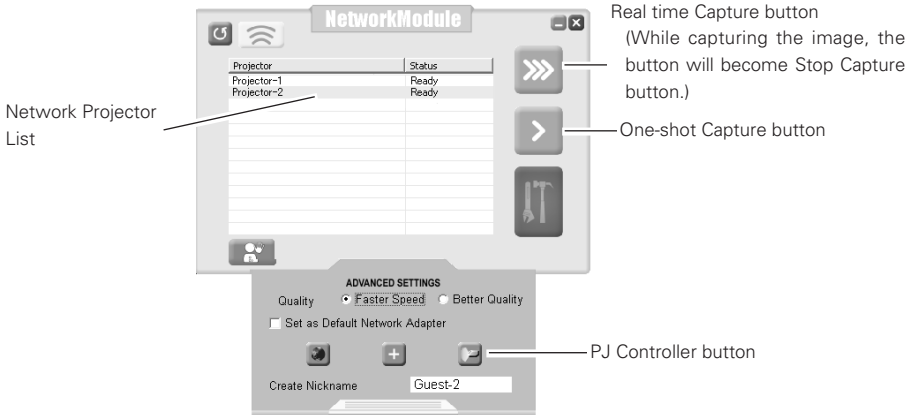 NetworkModule
Real time Capture button
(While capturing the image, the
button will become Stop Capture
button.)
Projector Status
Projector-1 Ready
Projector-2 Ready
Network Projector
List
One-shot Capture button
ADVANCED SETTINGS
Quality Faster Speed Better Quality
Set as Default Network Adapter
PJ Controller button
Create Nickname Guest-2